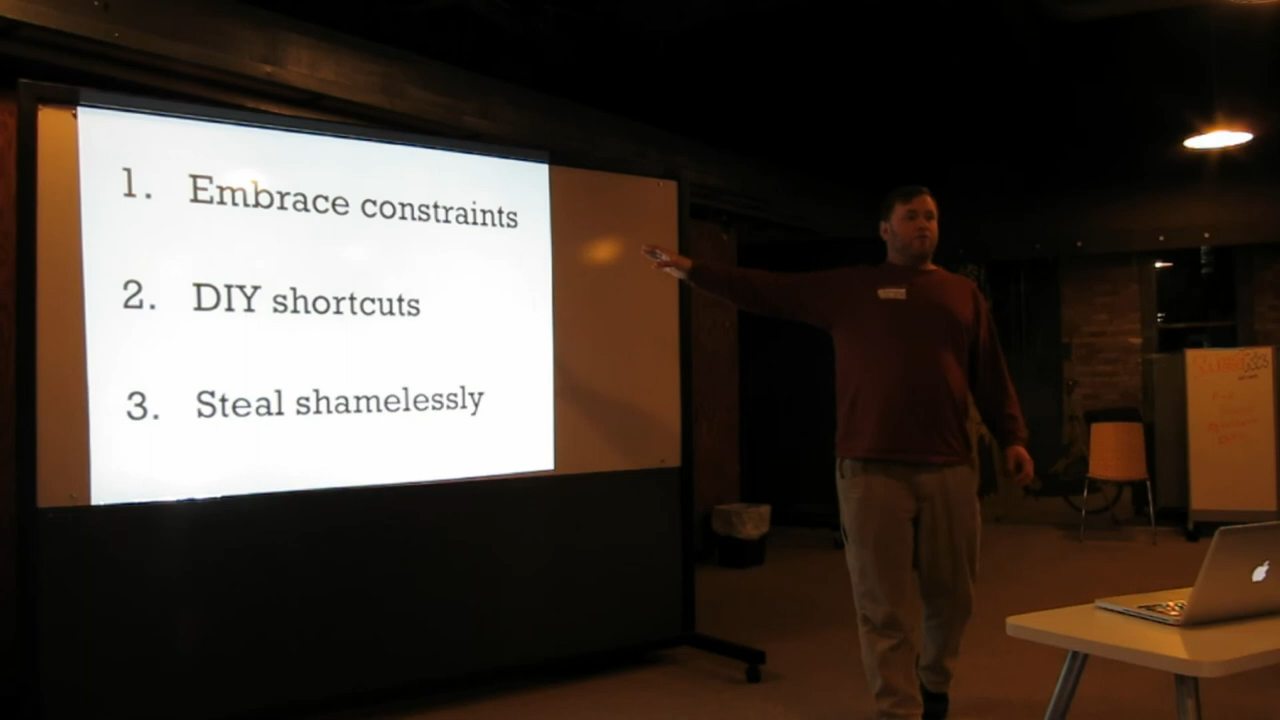 1. Embrace constraints
2. DIY shortcuts
3. Steal shamelessly